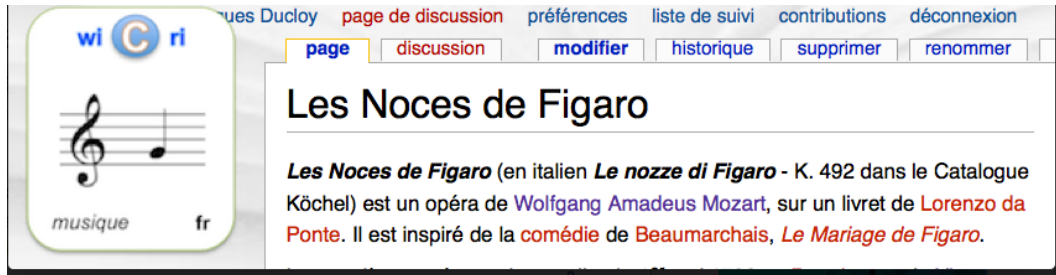 wi C ri
ues Ducloy page de discussion préférences liste de suivi contributions déconnexion
page discussion modifier historique supprimer renommer
Les Noces de Figaro
Les Noces de Figaro (en italien Le nozze di Figaro - K. 492 dans le Catalogue
Köchel) est un opéra de Wolfgang Amadeus Mozart, sur un livret de Lorenzo da
Ponte. Il est inspiré de la comédie de Beaumarchais, Le Mariage de Figaro.
musique fr